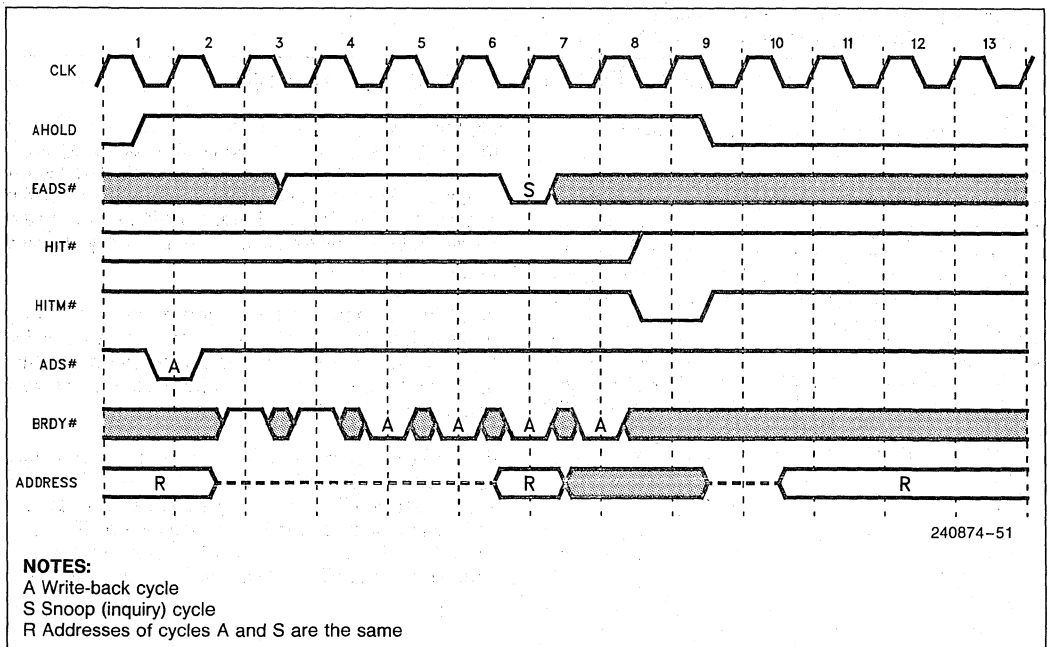 1 2 3 4 5 6 7 8 9 10 11 12 13
CLK
AHOLD
EADS#
S
HIT#
HITM#
ADS#
A
BRDY#
A A A A
ADDRESS
R R R
240874–51
NOTES:
A Write-back cycle
S Snoop (inquiry) cycle
R Addresses of cycles A and S are the same